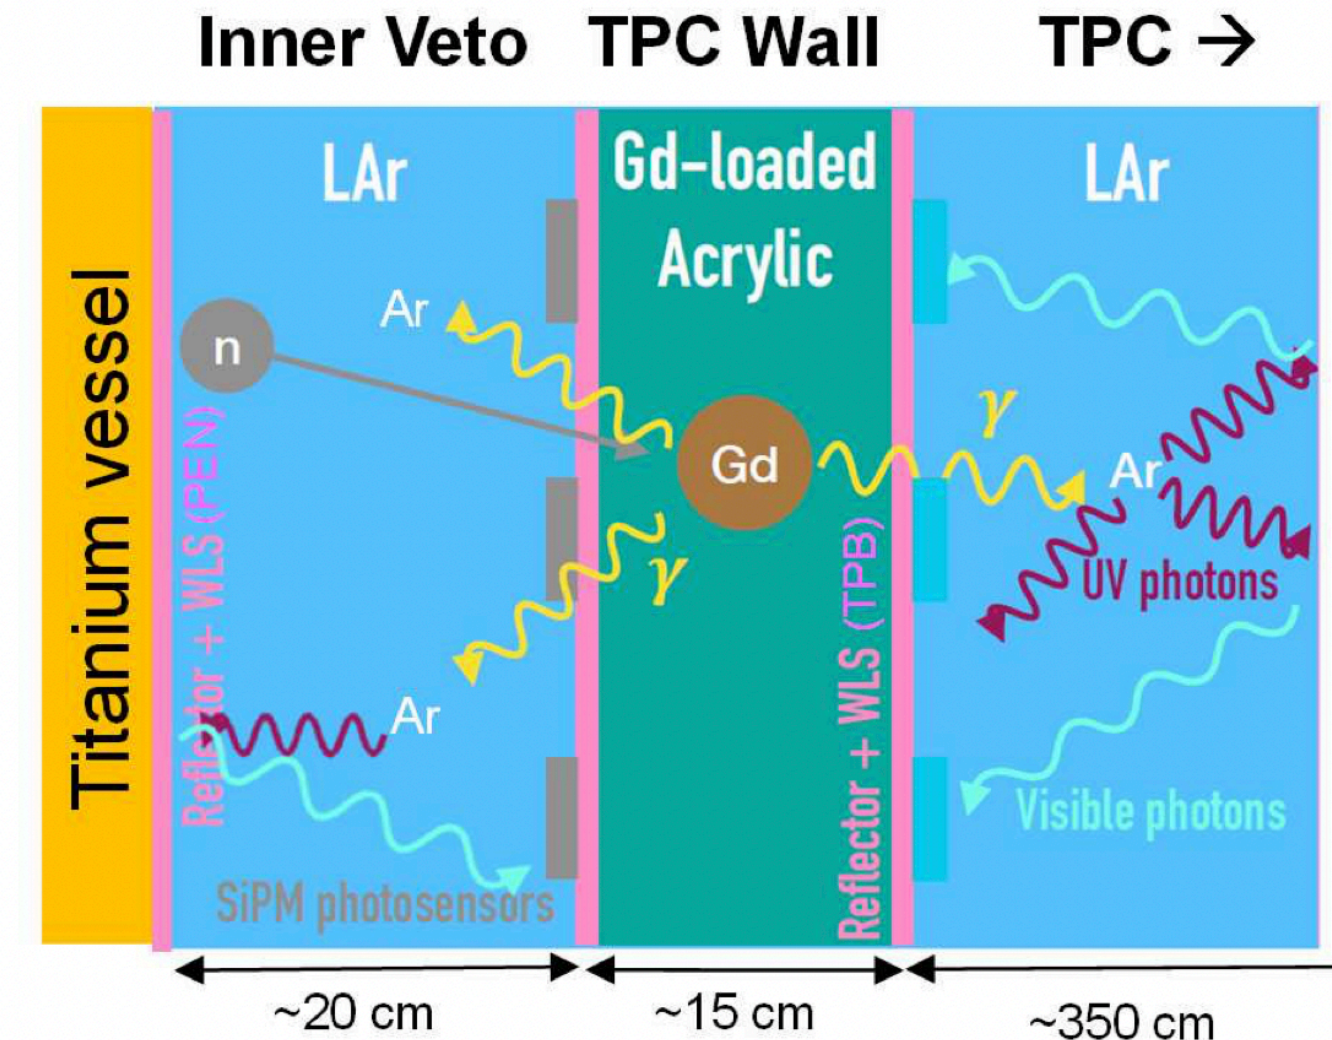 Inner Veto
TPC Wall
TPC →
Titanium vessel
LAr
Gd-loaded
Acrylic
LAr
Ar
n
Gd
γ
Ar
γ
UV photons
Reflector + WLS (PEN)
Reflector + WLS (TPB)
Ar
Visible photons
SiPM photosensors
~20 cm
~15 cm
~350 cm